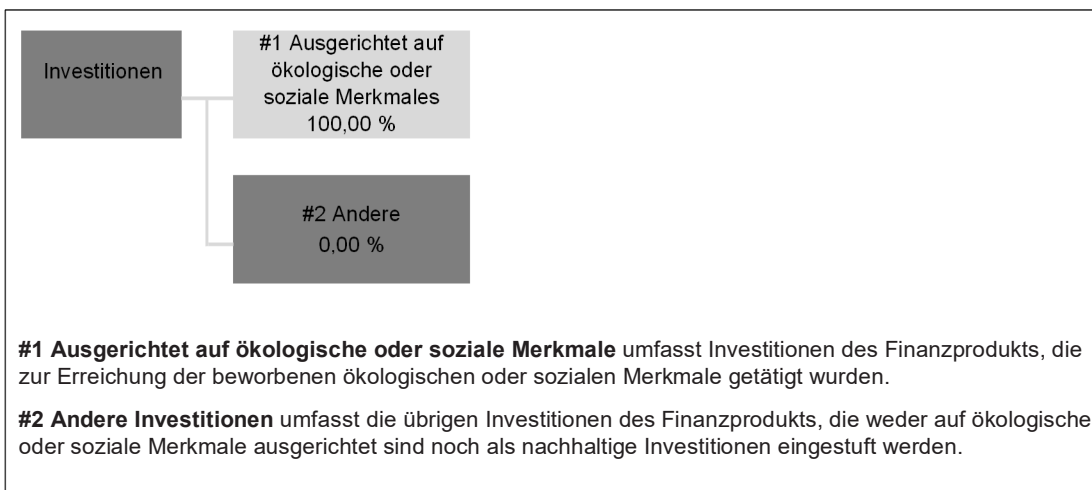 Investitionen
#1 Ausgerichtet auf
ökologische oder
soziale Merkmales
100,00 %
#2 Andere
0,00 %
#1 Ausgerichtet auf ökologische oder soziale Merkmale umfasst Investitionen des Finanzprodukts, die
zur Erreichung der beworbenen ökologischen oder sozialen Merkmale getätigt wurden.
#2 Andere Investitionen umfasst die übrigen Investitionen des Finanzprodukts, die weder auf ökologische
oder soziale Merkmale ausgerichtet sind noch als nachhaltige Investitionen eingestuft werden.